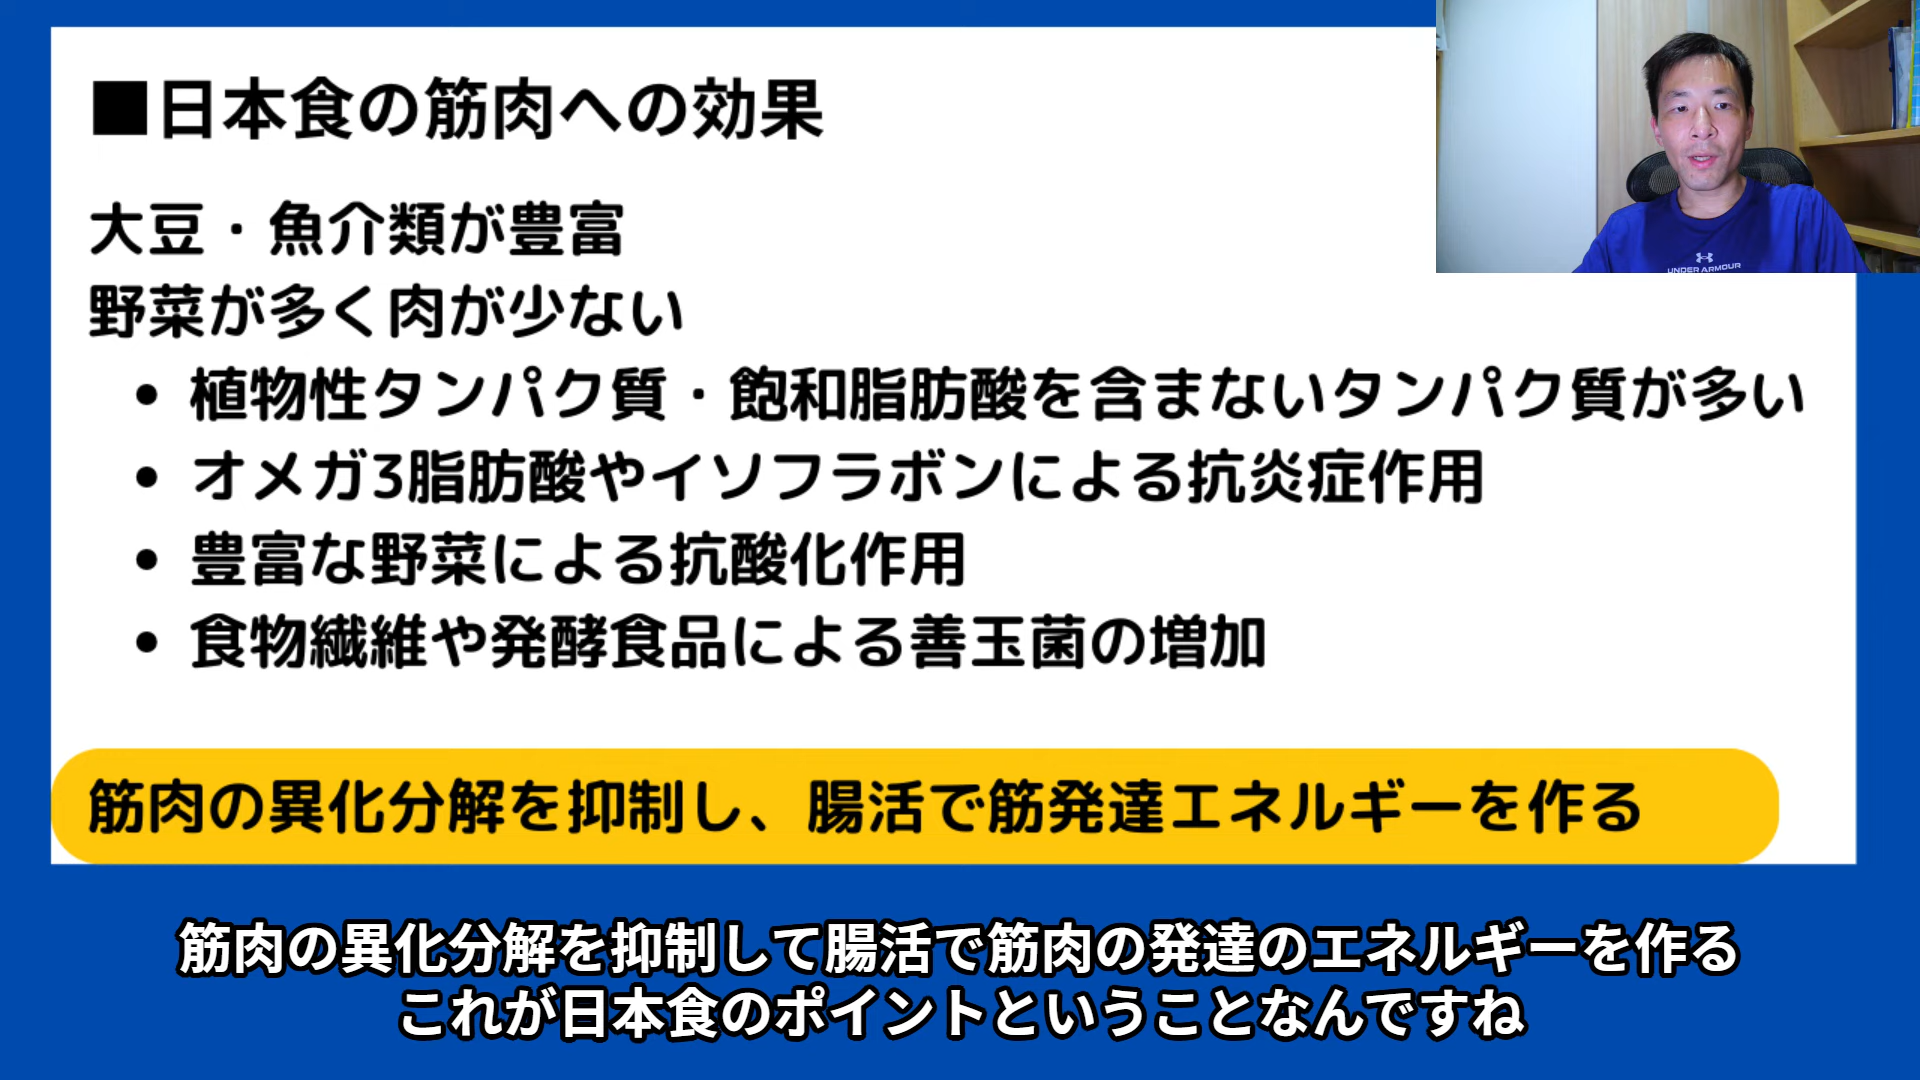 ■日本食の筋肉への効果
UNDER ARMOUR
大豆・魚介類が豊富
野菜が多く肉が少ない
• 植物性タンパク質・飽和脂肪酸を含まないタンパク質が多い
• オメガ3脂肪酸やイソフラボンによる抗炎症作用
• 豊富な野菜による抗酸化作用
• 食物繊維や発酵食品による善玉菌の増加
筋肉の異化分解を抑制し、腸活で筋発達エネルギーを作る
筋肉の異化分解を抑制して腸活で筋肉の発達のエネルギーを作る
これが日本食のポイントということなんですね